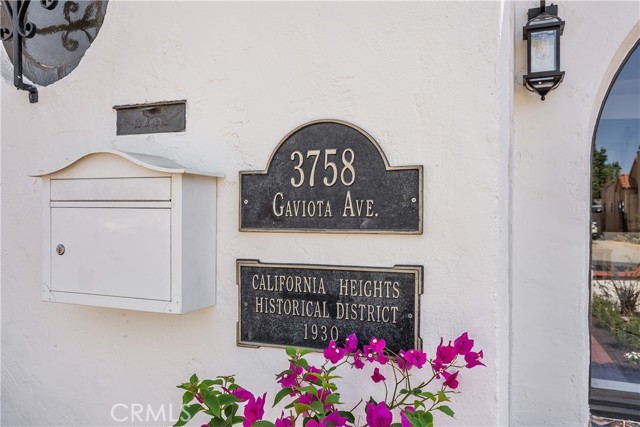 3758
Gaviota Ave.
California Heights
Historical District
1930
CRMLS